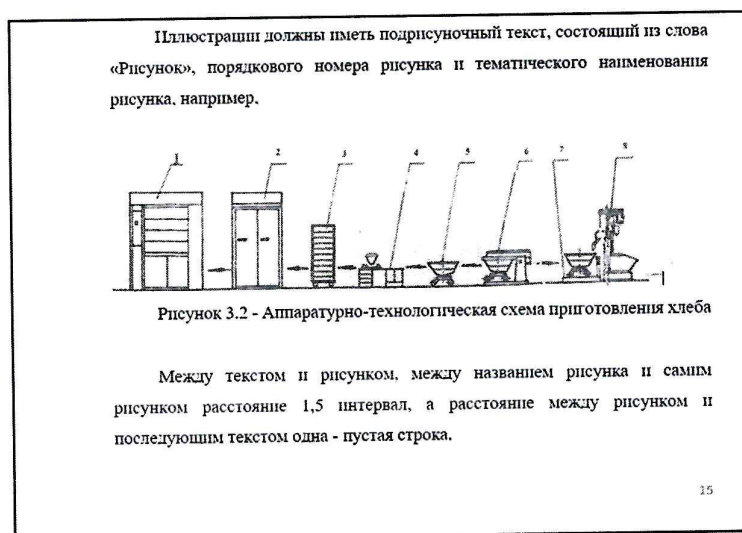 Иллюстрации должны иметь подрисуночный текст, состоящий из слова
«Рисунок», порядкового номера рисунка и тематического наименования
рисунка, например,
1 2 3 4 5 6 7 8
Рисунок 3.2 - Аппаратурно-технологическая схема приготовления хлеба
Между текстом и рисунком, между названием рисунка и самим
рисунком расстояние 1,5 интервал, а расстояние между рисунком и
последующим текстом одна - пустая строка.
15